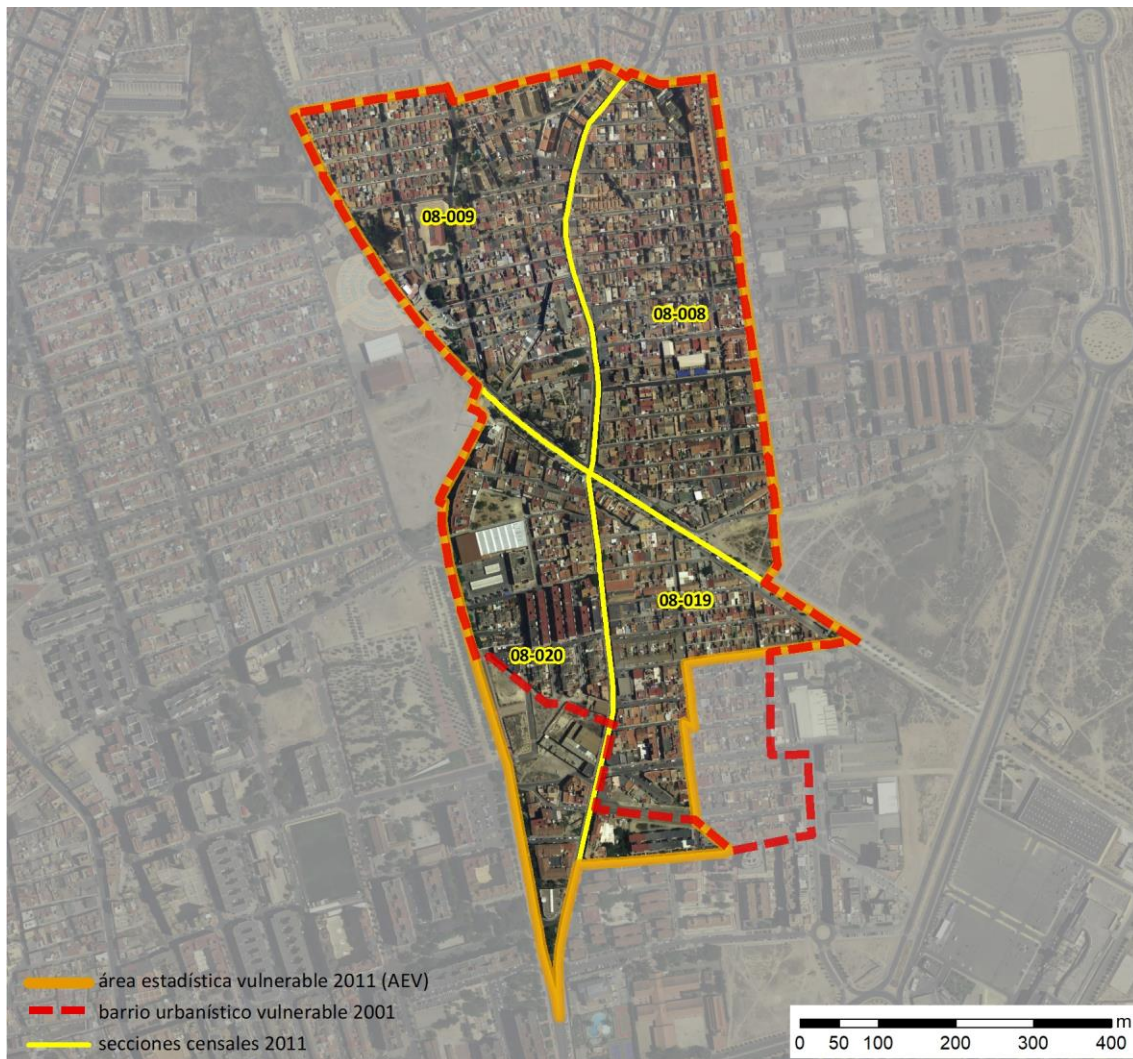 08-009
08-008
08-019
08-020
área estadística vulnerable 2011 (AEV)
barrio urbanístico vulnerable 2001
secciones censales 2011
m
0 50 100 200 300 400